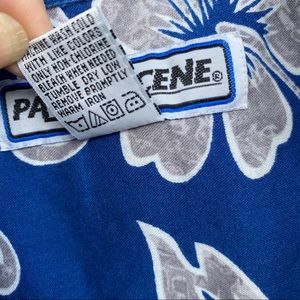 MACHINE WASH COLD
WITH LIKE COLORS
ONLY NON-CHLORINE
BLEACH WHEN NEEDED
TUMBLE DRY LOW
REMOVE PROMPTLY
WARM IRON
PA
CENE®